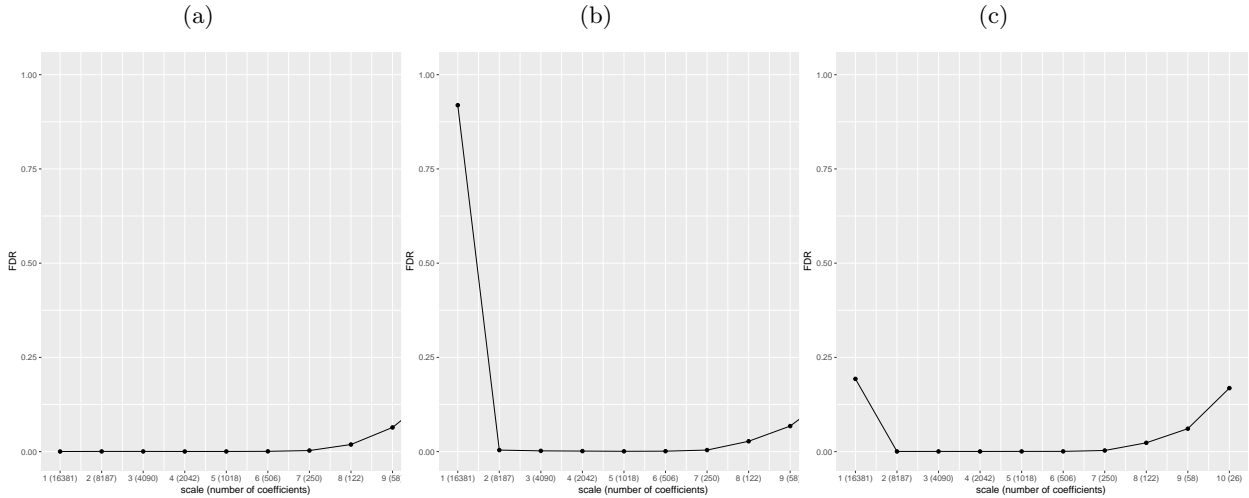 (a)
(b)
(c)
1.00
0.75
0.50
0.25
0.00
FDR
1 (16381) 2 (8187) 3 (4090) 4 (2042) 5 (1018) 6 (506) 7 (250) 8 (122) 9 (58
scale (number of coefficients)
1.00
0.75
0.50
0.25
0.00
FDR
1 (16381) 2 (8187) 3 (4090) 4 (2042) 5 (1018) 6 (506) 7 (250) 8 (122) 9 (58)
scale (number of coefficients)
1.00
0.75
0.50
0.25
0.00
FDR
1 (16381) 2 (8187) 3 (4090) 4 (2042) 5 (1018) 6 (506) 7 (250) 8 (122) 9 (58) 10 (26)
scale (number of coefficients)